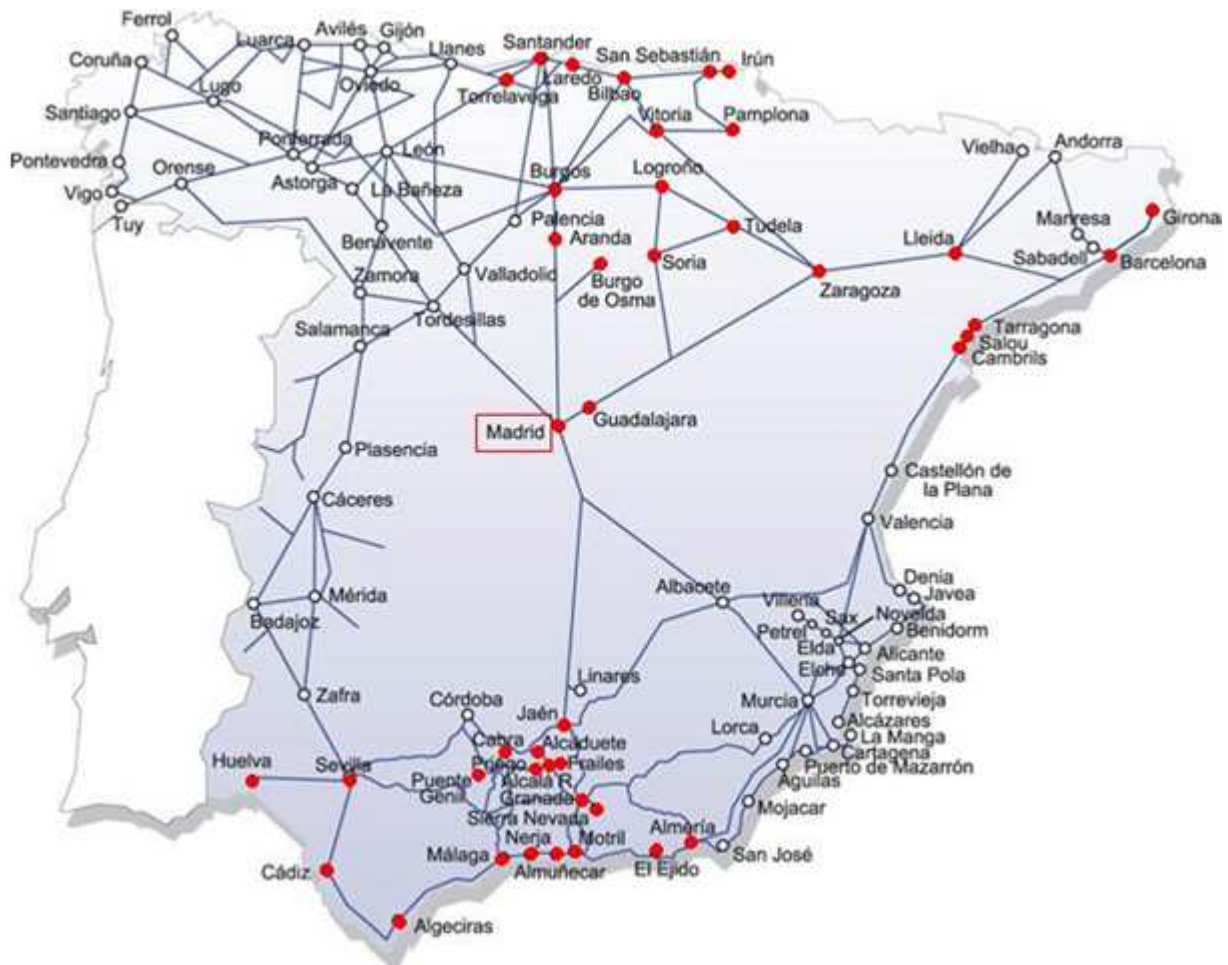 Ferrol
Avilés
Gijón
Luarca
Llanes
Santander
San Sebastián
Irún
Coruña
Lugo
Oviedo
Torrelavega
Laredo
Bilbao
Santiago
Ponferrada
León
Vitoria
Pamplona
Pontevedra
Orense
Astorga
La Bañeza
Burgos
Logroño
Vielha
Andorra
Vigo
Tuy
Benavente
Palencia
Aranda
Tudela
Manresa
Girona
Lleida
Sabadell
Barcelona
Zamora
Valladolid
Soria
Burgo
de Osma
Zaragoza
Salamanca
Tordesillas
Tarragona
Salou
Cambrils
Guadalajara
Madrid
Plasencia
Castellón de
la Plana
Cáceres
Valencia
Mérida
Badajoz
Albacete
Denia
Javea
Villena
Sax
Novelda
Petrel
Benidorm
Elda
Alicante
Elche
Santa Pola
Zafra
Linares
Murcia
Torrevieja
Córdoba
Jaén
Lorca
Alcázares
La Manga
Cabra
Alcaudete
Cartagena
Huelva
Sevilla
Priego
Frailes
Puerto de Mazarrón
Puente
Genil
Alcalá R
Aguilas
Granada
Sierra Nevada
Mojacar
Nerja
Motril
Almería
Málaga
Almuñecar
El Ejido
San José
Cádiz
Algeciras